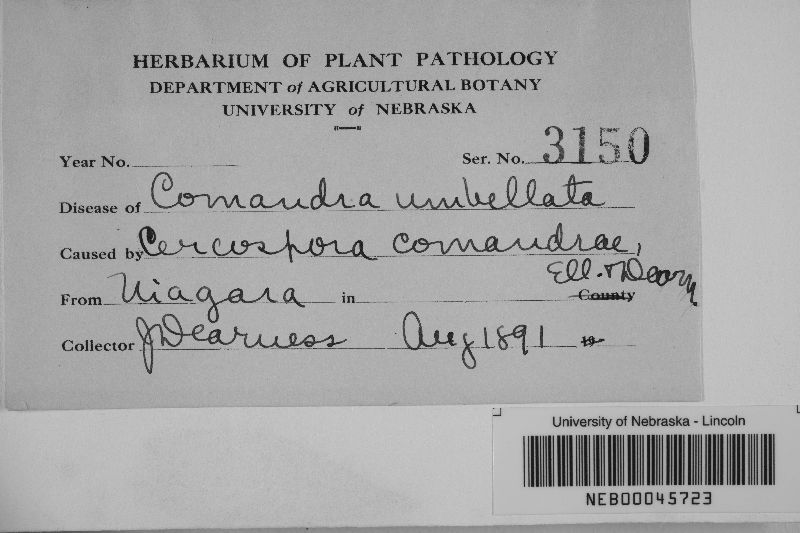 HERBARIUM OF PLANT PATHOLOGY
DEPARTMENT of AGRICULTURAL BOTANY
UNIVERSITY of NEBRASKA
Year No. Ser. No. 3150
Disease of Comandra umbellata
Caused by Cercospora comandrae,
Ell. & Dearn.
From Niagara in County
Collector J Dearness Aug 1891 19
University of Nebraska - Lincoln
NEB00045723